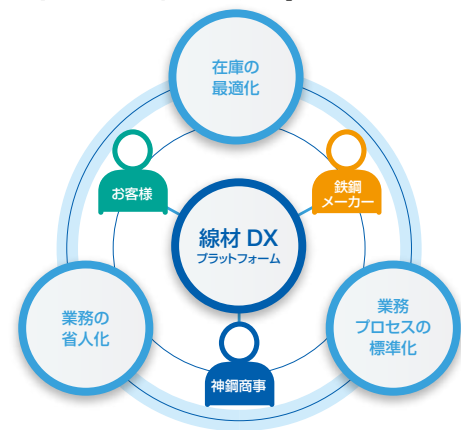 在庫の
最適化
お客様
鉄鋼
メーカー
線材 DX
プラットフォーム
業務の
省人化
業務
プロセスの
標準化
神鋼商事